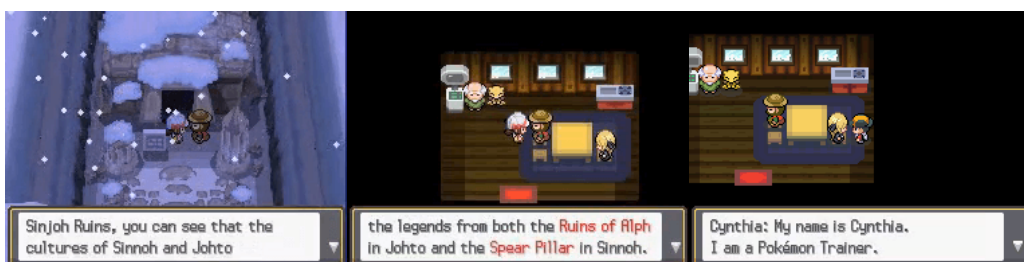 Sinjoh Ruins, you can see that the
cultures of Sinnoh and Johto
the legends from both the Ruins of Alph
in Johto and the Spear Pillar in Sinnoh.
Cynthia: My name is Cynthia.
I am a Pokémon Trainer.